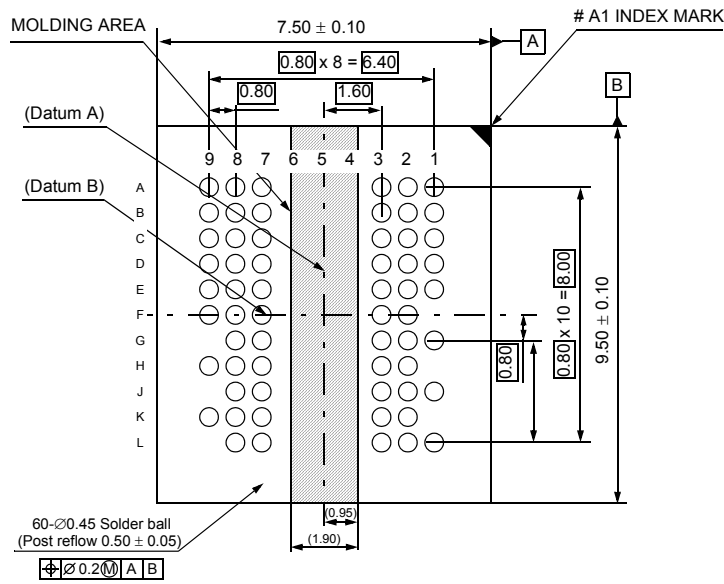 MOLDING AREA
7.50 ± 0.10
# A1 INDEX MARK
A
0.80 x 8 = 6.40
0.80
1.60
B
(Datum A)
(Datum B)
9 8 7 6 5 4 3 2 1
A
B
C
D
E
F
G
H
J
K
L
0.80
0.80 x 10 = 8.00
9.50 ± 0.10
(0.95)
(1.90)
60-∅0.45 Solder ball
(Post reflow 0.50 ± 0.05)
⌖ ∅ 0.2Ⓜ A B